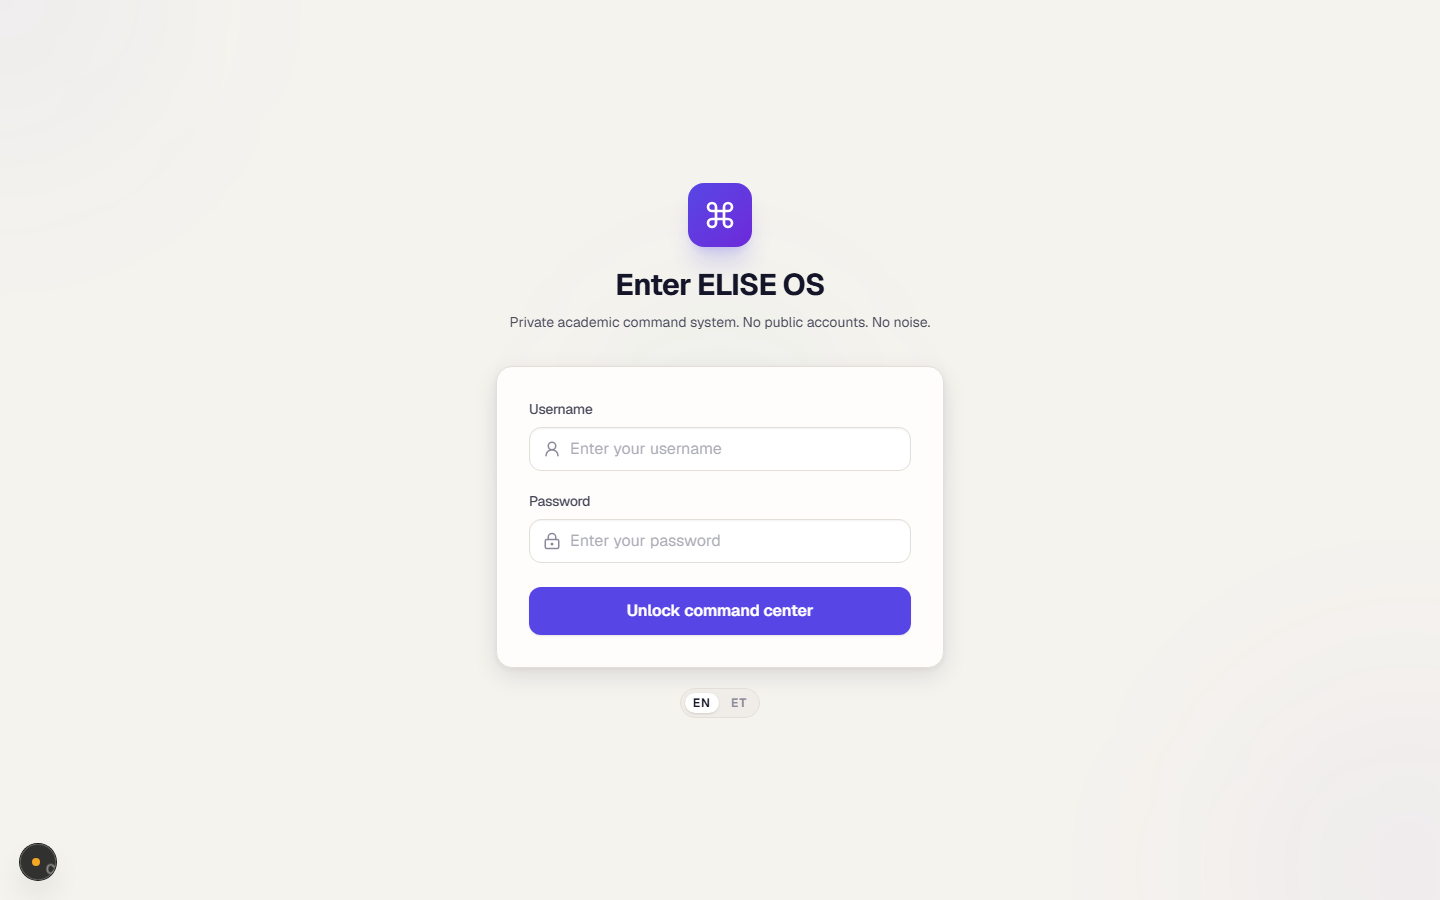 Enter ELISE OS
Private academic command system. No public accounts. No noise.
Username
Enter your username
Password
Enter your password
Unlock command center
EN ET